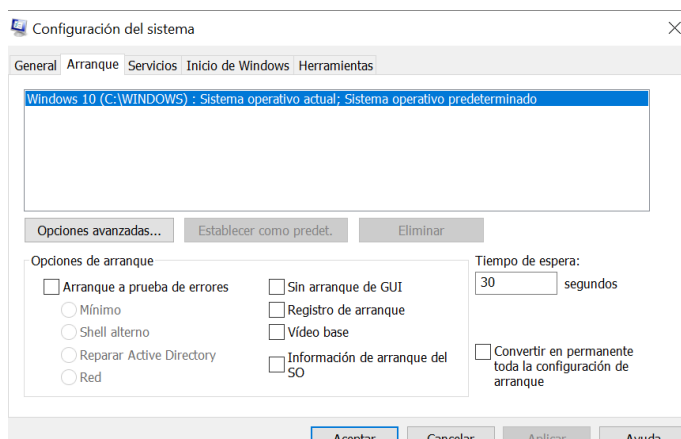 Configuración del sistema
General Arranque Servicios Inicio de Windows Herramientas
Windows 10 (C:\WINDOWS) : Sistema operativo actual; Sistema operativo predeterminado
Opciones avanzadas... Establecer como predet. Eliminar
Opciones de arranque
Arranque a prueba de errores
Mínimo
Shell alterno
Reparar Active Directory
Red
Sin arranque de GUI
Registro de arranque
Vídeo base
Información de arranque del
SO
Tiempo de espera:
30 segundos
Convertir en permanente
toda la configuración de
arranque
Aceptar Cancelar Aplicar Ayuda